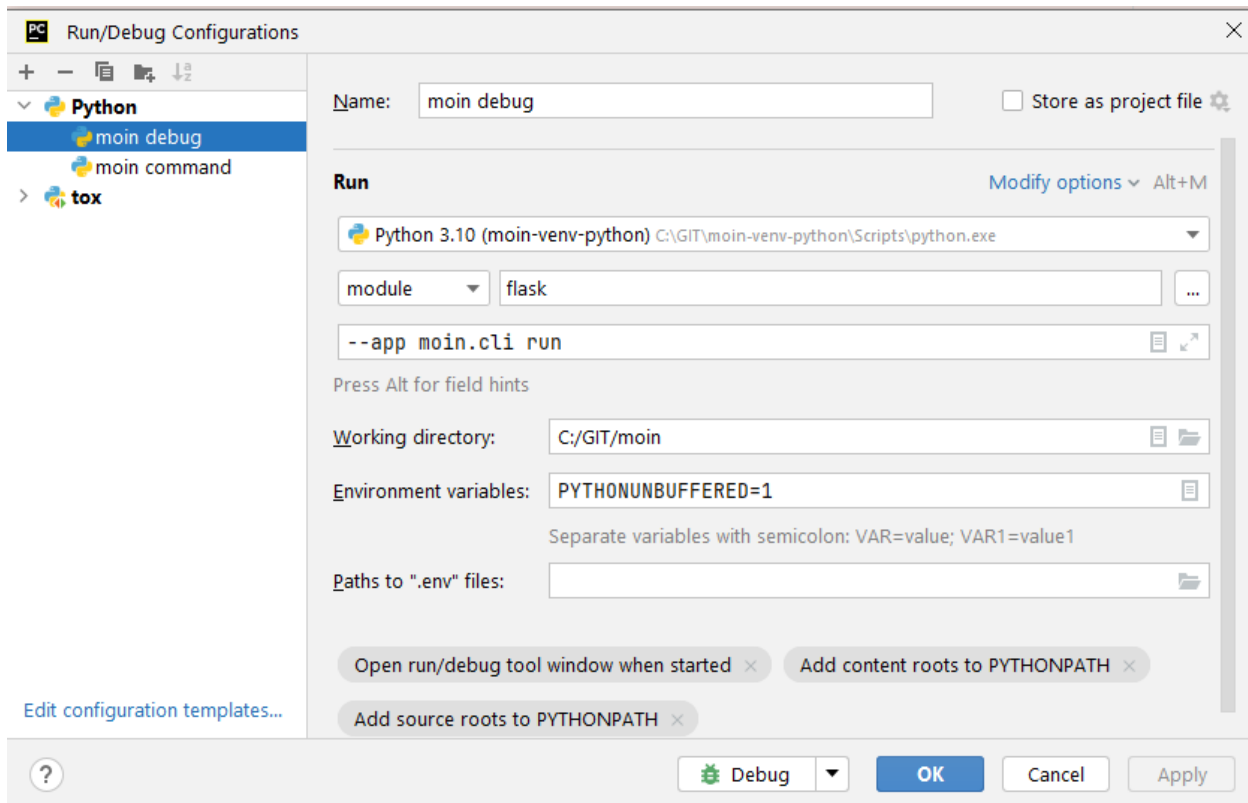 PC Run/Debug Configurations
Python
moin debug
moin command
tox
Edit configuration templates...
Name: moin debug Store as project file
Run Modify options Alt+M
Python 3.10 (moin-venv-python) C:\GIT\moin-venv-python\Scripts\python.exe
module flask ...
--app moin.cli run
Press Alt for field hints
Working directory: C:/GIT/moin
Environment variables: PYTHONUNBUFFERED=1
Separate variables with semicolon: VAR=value; VAR1=value1
Paths to ".env" files:
Open run/debug tool window when started × Add content roots to PYTHONPATH ×
Add source roots to PYTHONPATH ×
? Debug OK Cancel Apply